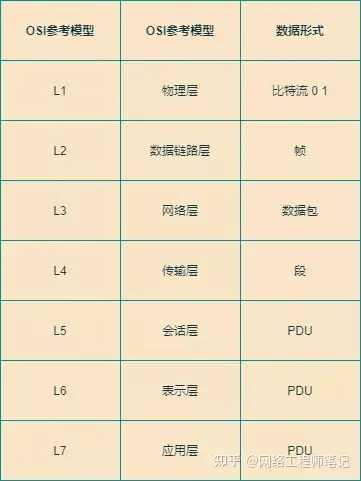 OSI参考模型 OSI参考模型 数据形式
L1 物理层 比特流 0 1
L2 数据链路层 帧
L3 网络层 数据包
L4 传输层 段
L5 会话层 PDU
L6 表示层 PDU
L7 应用层 PDU
知乎 @网络工程师笔记